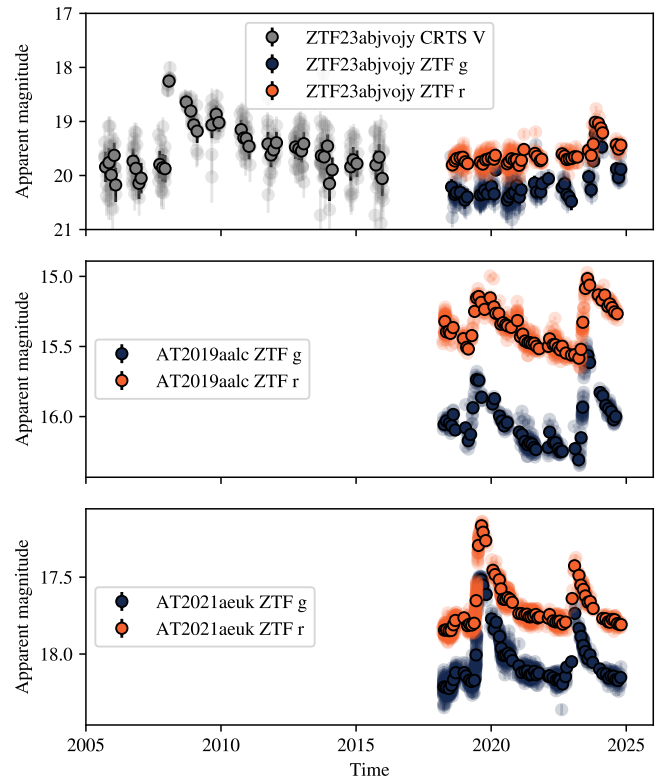 17
18
19
20
21
Apparent magnitude
ZTF23abjvojy CRTS V
ZTF23abjvojy ZTF g
ZTF23abjvojy ZTF r
15.0
15.5
16.0
Apparent magnitude
AT2019aalc ZTF g
AT2019aalc ZTF r
17.5
18.0
Apparent magnitude
AT2021aeuk ZTF g
AT2021aeuk ZTF r
2005
2010
2015
2020
2025
Time